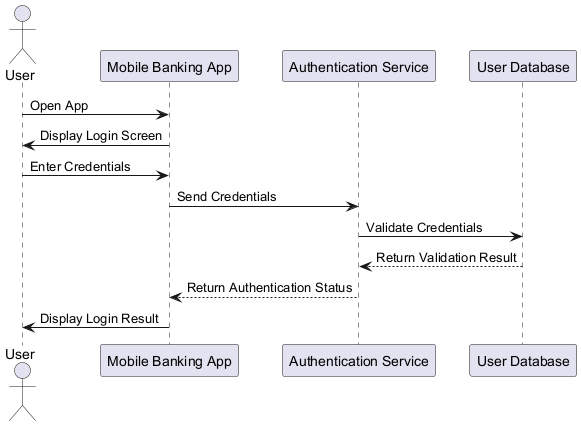 User
Mobile Banking App
Authentication Service
User Database
Open App
Display Login Screen
Enter Credentials
Send Credentials
Validate Credentials
Return Validation Result
Return Authentication Status
Display Login Result
User
Mobile Banking App
Authentication Service
User Database